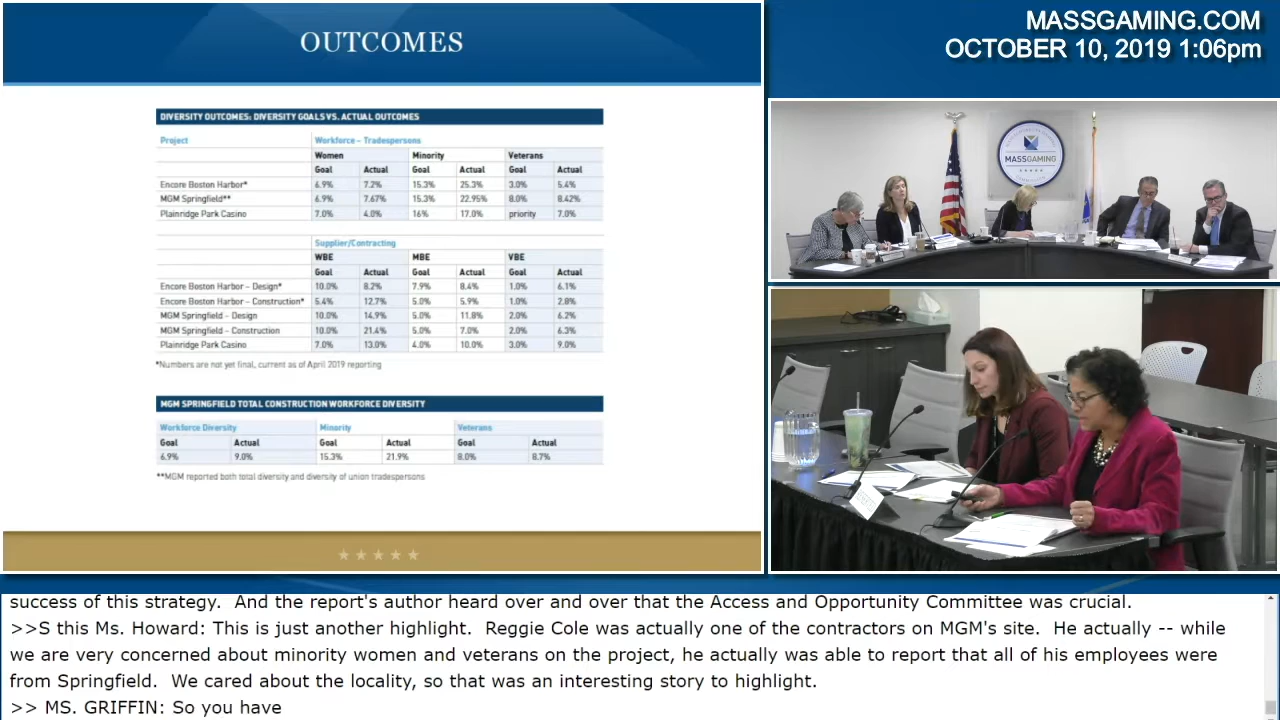 OUTCOMES
DIVERSITY OUTCOMES: DIVERSITY GOALS VS. ACTUAL OUTCOMES
Project Workforce – Tradespersons
Women Minority Veterans
Goal Actual Goal Actual Goal Actual
Encore Boston Harbor* 6.9% 7.2% 15.3% 25.3% 3.0% 5.4%
MGM Springfield** 6.9% 7.67% 15.3% 22.95% 8.0% 8.42%
Plainridge Park Casino 7.0% 4.0% 16% 17.0% priority 7.0%
Supplier/Contracting
WBE MBE VBE
Goal Actual Goal Actual Goal Actual
Encore Boston Harbor – Design* 10.0% 8.2% 7.9% 8.4% 1.0% 6.1%
Encore Boston Harbor – Construction* 5.4% 12.7% 5.0% 5.9% 1.0% 2.8%
MGM Springfield – Design 10.0% 14.9% 5.0% 11.8% 2.0% 6.2%
MGM Springfield – Construction 10.0% 21.4% 5.0% 7.0% 2.0% 6.3%
Plainridge Park Casino 7.0% 13.0% 4.0% 10.0% 3.0% 9.0%
*Numbers are not yet final, current as of April 2019 reporting
MGM SPRINGFIELD TOTAL CONSTRUCTION WORKFORCE DIVERSITY
Workforce Diversity Minority Veterans
Goal Actual Goal Actual Goal Actual
6.9% 9.0% 15.3% 21.9% 8.0% 8.7%
**MGM reported both total diversity and diversity of union tradespersons
MASSGAMING.COM
OCTOBER 10, 2019 1:06pm
MASSGAMING
success of this strategy.  And the report's author heard over and over that the Access and Opportunity Committee was crucial.
>>S this Ms. Howard: This is just another highlight.  Reggie Cole was actually one of the contractors on MGM's site.  He actually -- while
we are very concerned about minority women and veterans on the project, he actually was able to report that all of his employees were
from Springfield.  We cared about the locality, so that was an interesting story to highlight.
>> MS. GRIFFIN: So you have